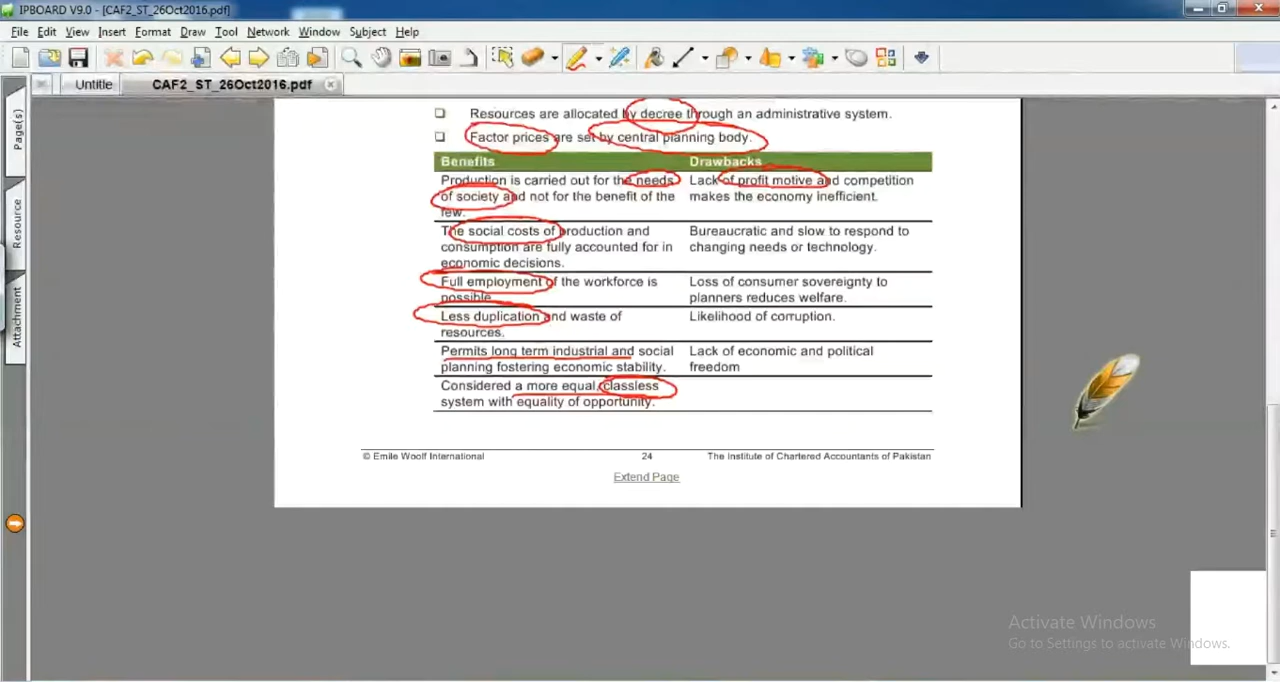 IPBOARD V9.0 - [CAF2_ST_26Oct2016.pdf]
File Edit View Insert Format Draw Tool Network Window Subject Help
Untitle CAF2_ST_26Oct2016.pdf
Page(s)
Resource
Attachment
Resources are allocated by decree through an administrative system.
Factor prices are set by central planning body.
Benefits Drawbacks
Production is carried out for the needs Lack of profit motive and competition
of society and not for the benefit of the makes the economy inefficient.
few.
The social costs of production and Bureaucratic and slow to respond to
consumption are fully accounted for in changing needs or technology.
economic decisions.
Full employment of the workforce is Loss of consumer sovereignty to
possible planners reduces welfare.
Less duplication and waste of Likelihood of corruption.
resources.
Permits long term industrial and social Lack of economic and political
planning fostering economic stability. freedom
Considered a more equal, classless
system with equality of opportunity.
© Emile Woolf International 24 The Institute of Chartered Accountants of Pakistan
Extend Page
Activate Windows
Go to Settings to activate Windows.